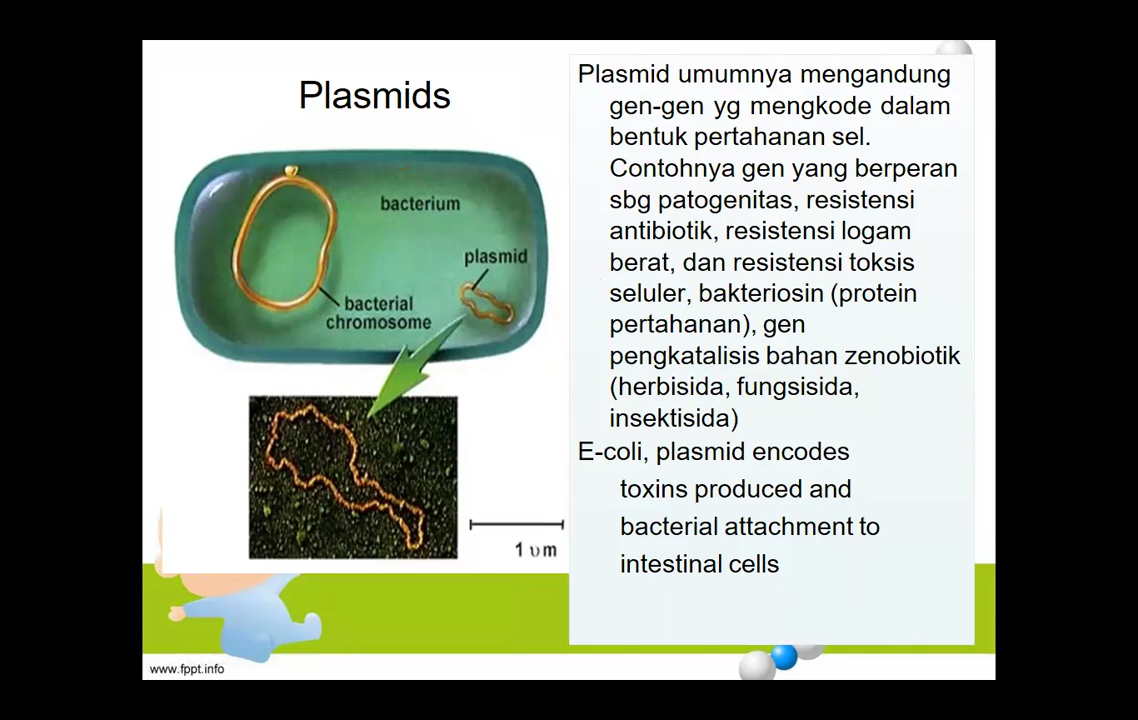 Plasmids
bacterium
plasmid
bacterial
chromosome
1 υm
Plasmid umumnya mengandung
gen-gen yg mengkode dalam
bentuk pertahanan sel.
Contohnya gen yang berperan
sbg patogenitas, resistensi
antibiotik, resistensi logam
berat, dan resistensi toksis
seluler, bakteriosin (protein
pertahanan), gen
pengkatalisis bahan zenobiotik
(herbisida, fungsisida,
insektisida)
E-coli, plasmid encodes
toxins produced and
bacterial attachment to
intestinal cells
www.fppt.info